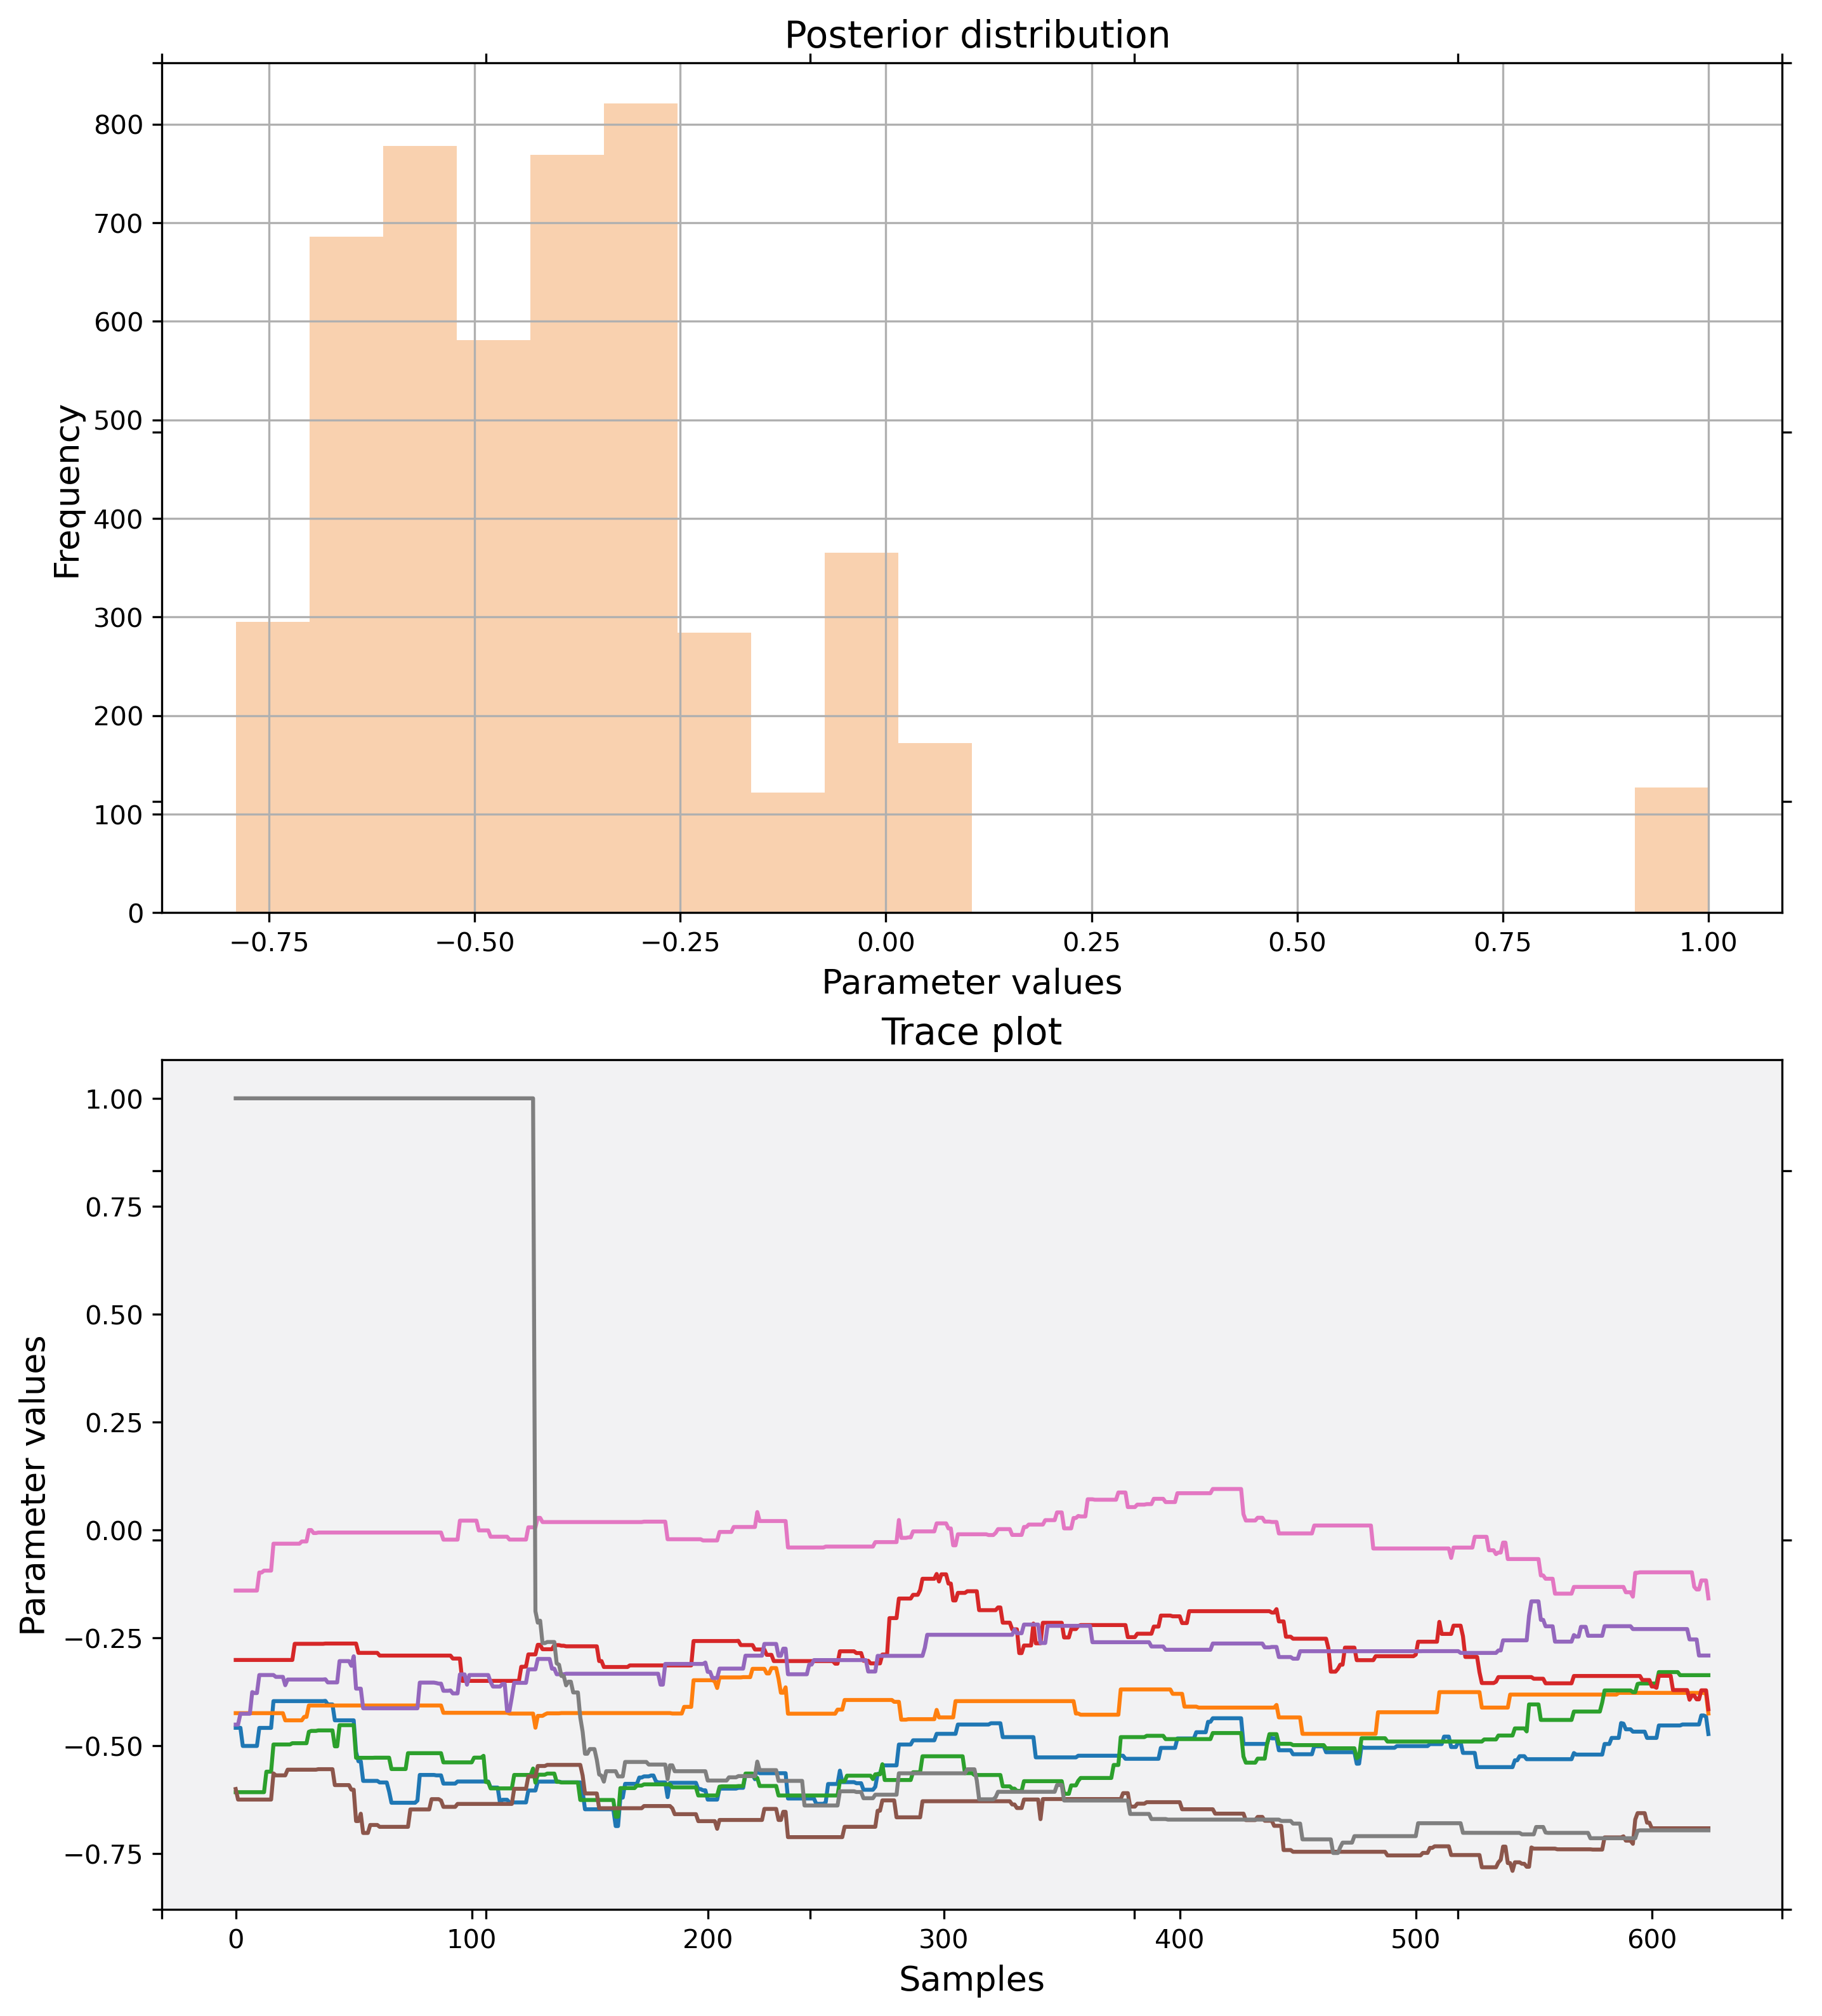 Posterior distribution
800
700
600
500
400
300
200
100
0
Frequency
−0.75 −0.50 −0.25 0.00 0.25 0.50 0.75 1.00
Parameter values
Trace plot
1.00
0.75
0.50
0.25
0.00
−0.25
−0.50
−0.75
Parameter values
0 100 200 300 400 500 600
Samples